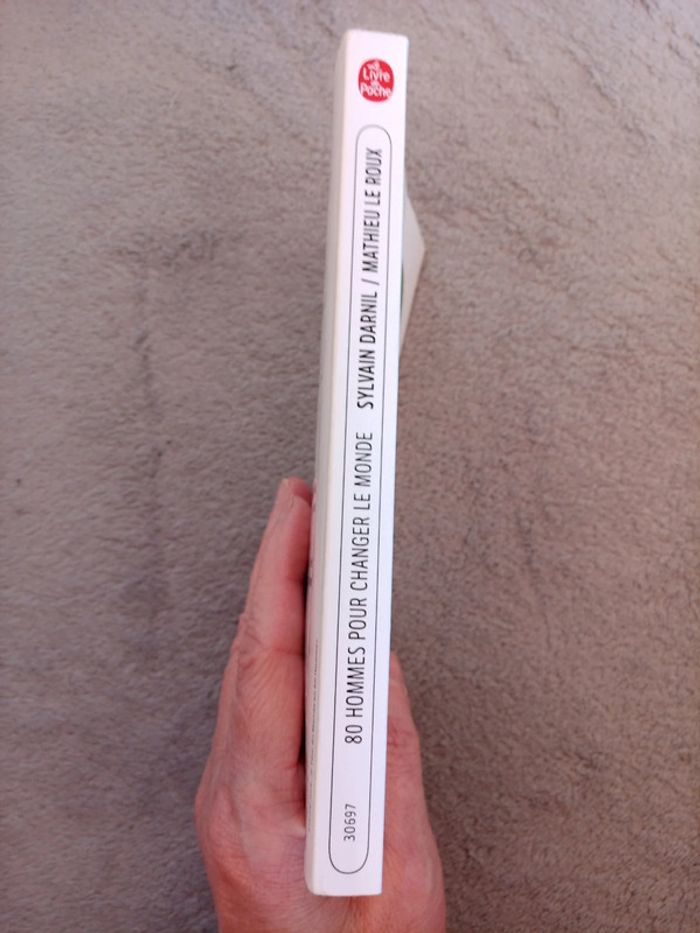 Le
Livre
de
Poche
SYLVAIN DARNIL / MATHIEU LE ROUX
80 HOMMES POUR CHANGER LE MONDE
30697